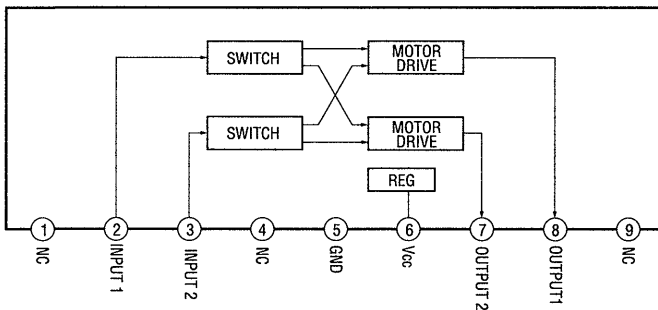 SWITCH
MOTOR
DRIVE
SWITCH
MOTOR
DRIVE
REG
1
2
3
4
5
6
7
8
9
NC
INPUT 1
INPUT 2
NC
GND
Vcc
OUTPUT 2
OUTPUT1
NC